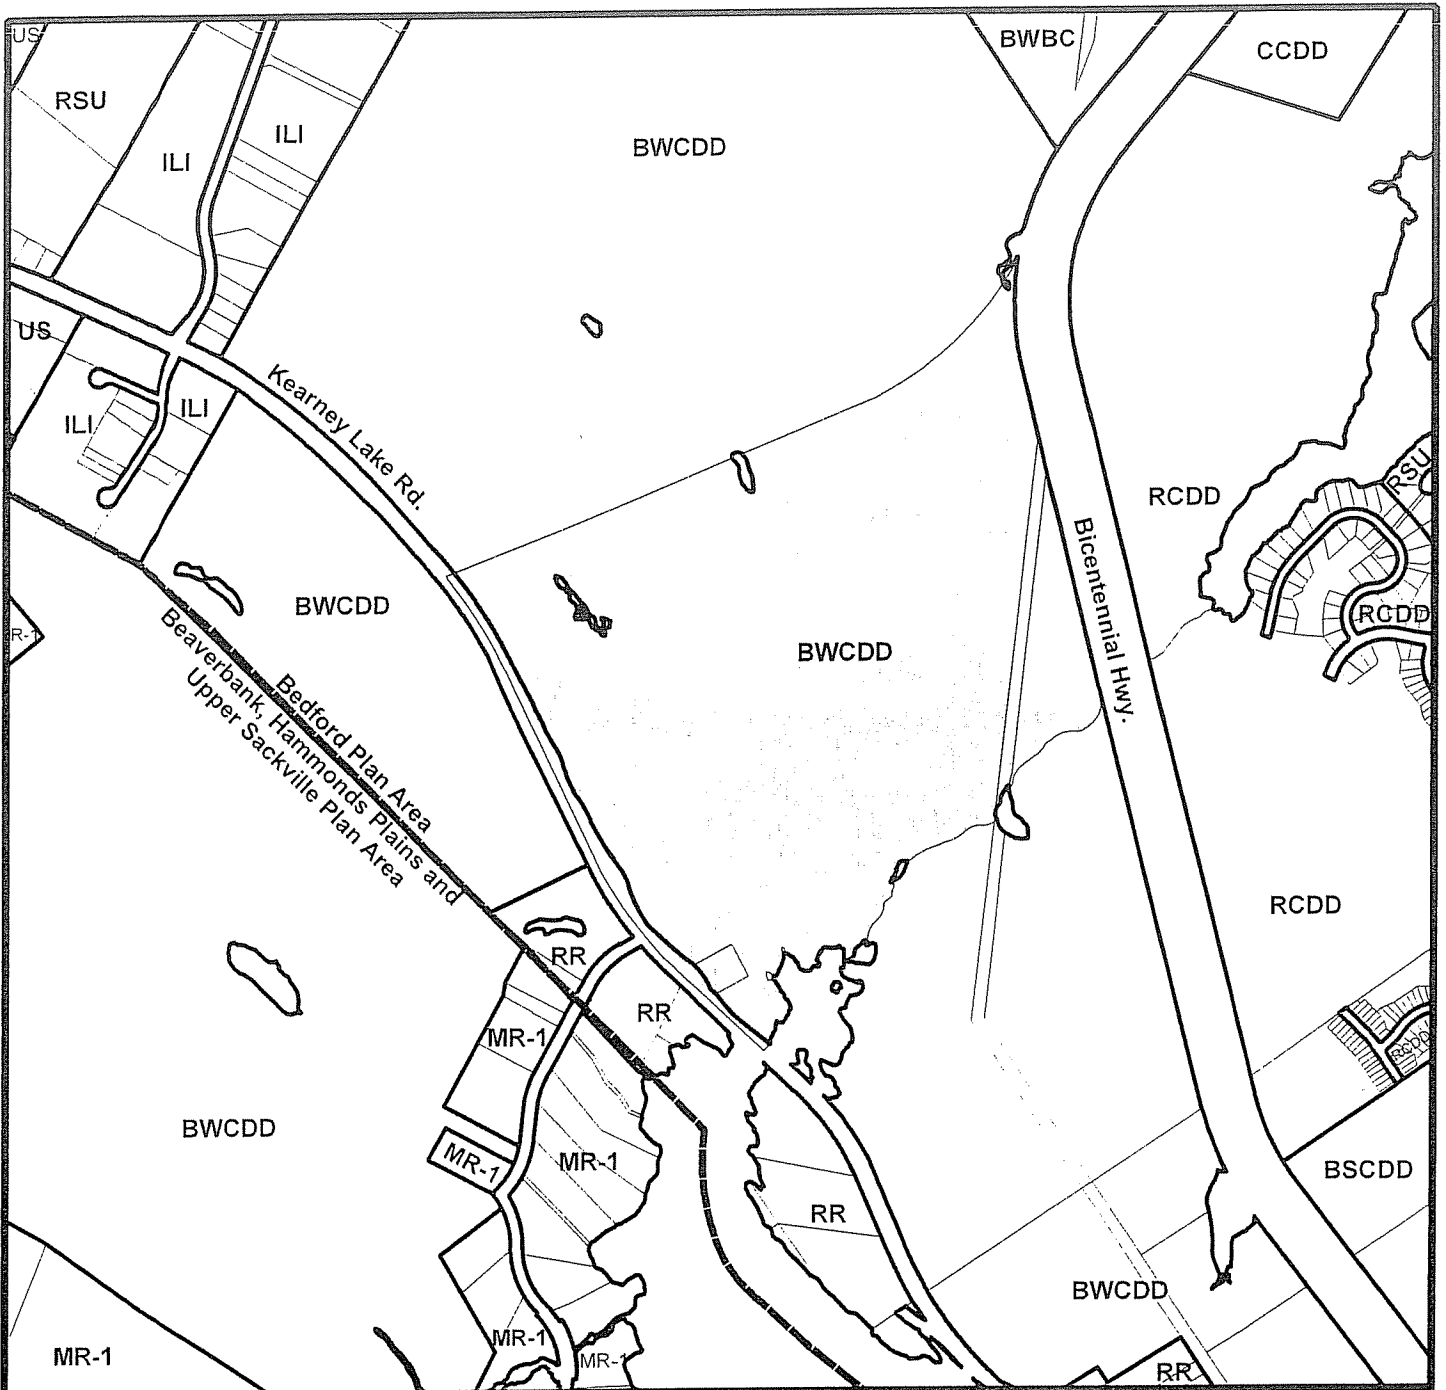 US
BWBC
CCDD
RSU
ILI
ILI
BWCDD
US
Kearney Lake Rd.
ILI
ILI
RSU
RCDD
Bicentennial Hwy.
BWCDD
RCDD
R-1
BWCDD
Beaverbank, Hammonds Plains and
Upper Sackville Plan Area
Bedford Plan Area
RCDD
RR
RR
MR-1
RCDD
BWCDD
MR-1
MR-1
BSCDD
RR
BWCDD
MR-1
MR-1
MR-1
RR